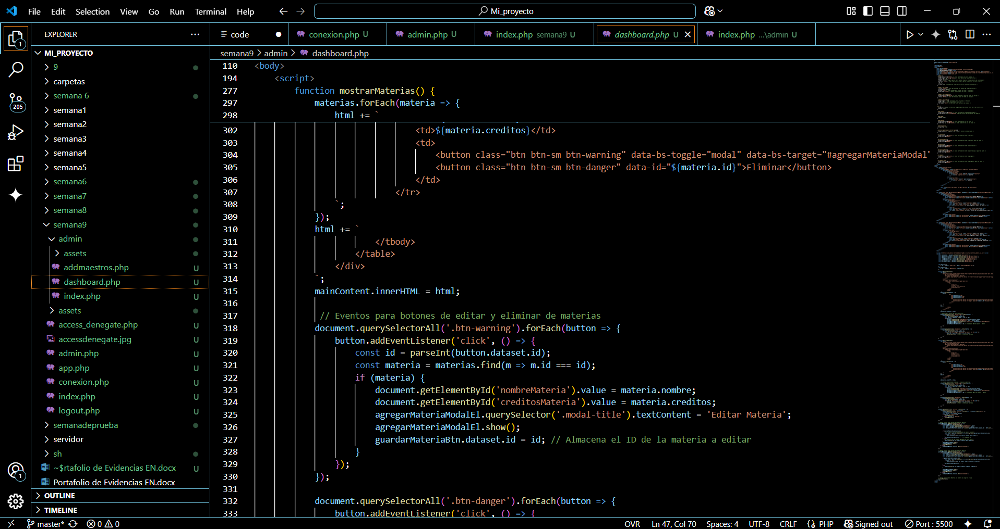 File Edit Selection View Go Run Terminal Help
Mi_proyecto
EXPLORER
code
conexion.php U
admin.php U
index.php semana9 U
dashboard.php U
index.php ...\admin U
semana9 > admin > dashboard.php
MI_PROYECTO
9
carpetas
semana 6
semana1
semana2
semana3
semana4
semana5
semana6
semana7
semana8
semana9
admin
assets
addmaestros.php U
dashboard.php U
index.php U
assets
access_denegate.php U
accessdenegate.jpg U
admin.php U
app.php U
conexion.php U
index.php U
logout.php U
semanadeprueba
servidor
sh
~$rtafolio de Evidencias EN.docx U
Portafolio de Evidencias EN.docx
OUTLINE
TIMELINE
1
205
1
110 <body>
194 <script>
277 function mostrarMaterias() {
297 materias.forEach(materia => {
298 html += `
302 <td>${materia.creditos}</td>
303 <td>
304 <button class="btn btn-sm btn-warning" data-bs-toggle="modal" data-bs-target="#agregarMateriaModal"
305 <button class="btn btn-sm btn-danger" data-id="${materia.id}">Eliminar</button>
306 </td>
307 </tr>
308 `;
309 });
310 html += `
311 </tbody>
312 </table>
313 </div>
314 `;
315 mainContent.innerHTML = html;
316
317 // Eventos para botones de editar y eliminar de materias
318 document.querySelectorAll('.btn-warning').forEach(button => {
319 button.addEventListener('click', () => {
320 const id = parseInt(button.dataset.id);
321 const materia = materias.find(m => m.id === id);
322 if (materia) {
323 document.getElementById('nombreMateria').value = materia.nombre;
324 document.getElementById('creditosMateria').value = materia.creditos;
325 agregarMateriaModalEl.querySelector('.modal-title').textContent = 'Editar Materia';
326 agregarMateriaModalEl.show();
327 guardarMateriaBtn.dataset.id = id; // Almacena el ID de la materia a editar
328 }
329 });
330 });
331
332 document.querySelectorAll('.btn-danger').forEach(button => {
333 button.addEventListener('click', () => {
master* 0 0 OVR Ln 47, Col 70 Spaces: 4 UTF-8 CRLF PHP Signed out Port : 5500